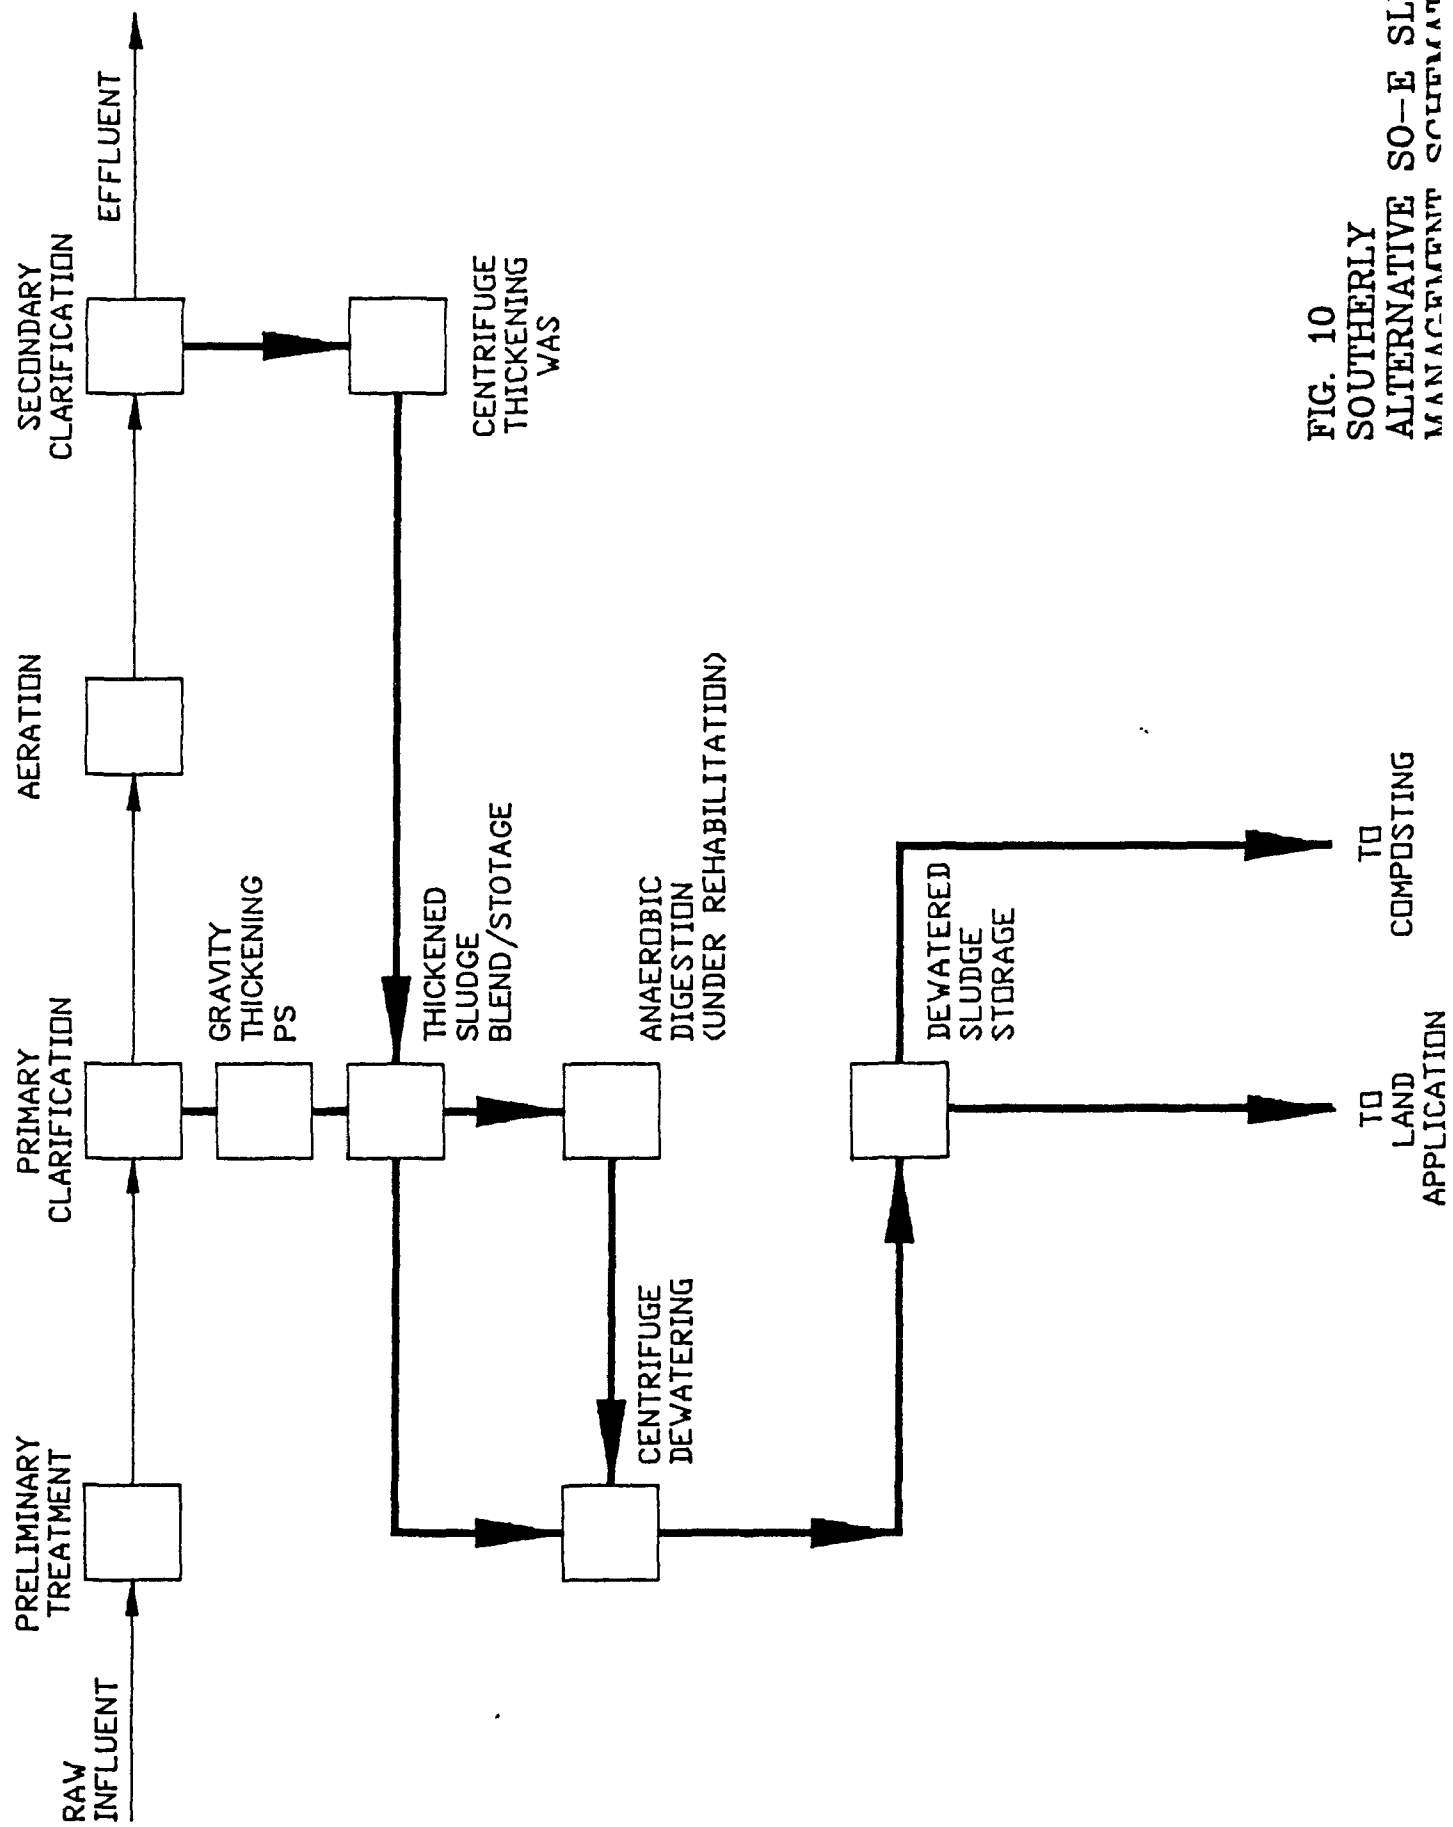 RAW
INFLUENT
PRELIMINARY
TREATMENT
PRIMARY
CLARIFICATION
AERATION
SECONDARY
CLARIFICATION
EFFLUENT
GRAVITY
THICKENING
PS
THICKENED
SLUDGE
BLEND/STOTAGE
CENTRIFUGE
THICKENING
WAS
ANAEROBIC
DIGESTION
(UNDER REHABILITATION)
CENTRIFUGE
DEWATERING
DEWATERED
SLUDGE
STORAGE
TO
LAND
APPLICATION
TO
COMPOSTING
FIG. 10
SOUTHERLY
ALTERNATIVE SO-E
MANAGEMENT